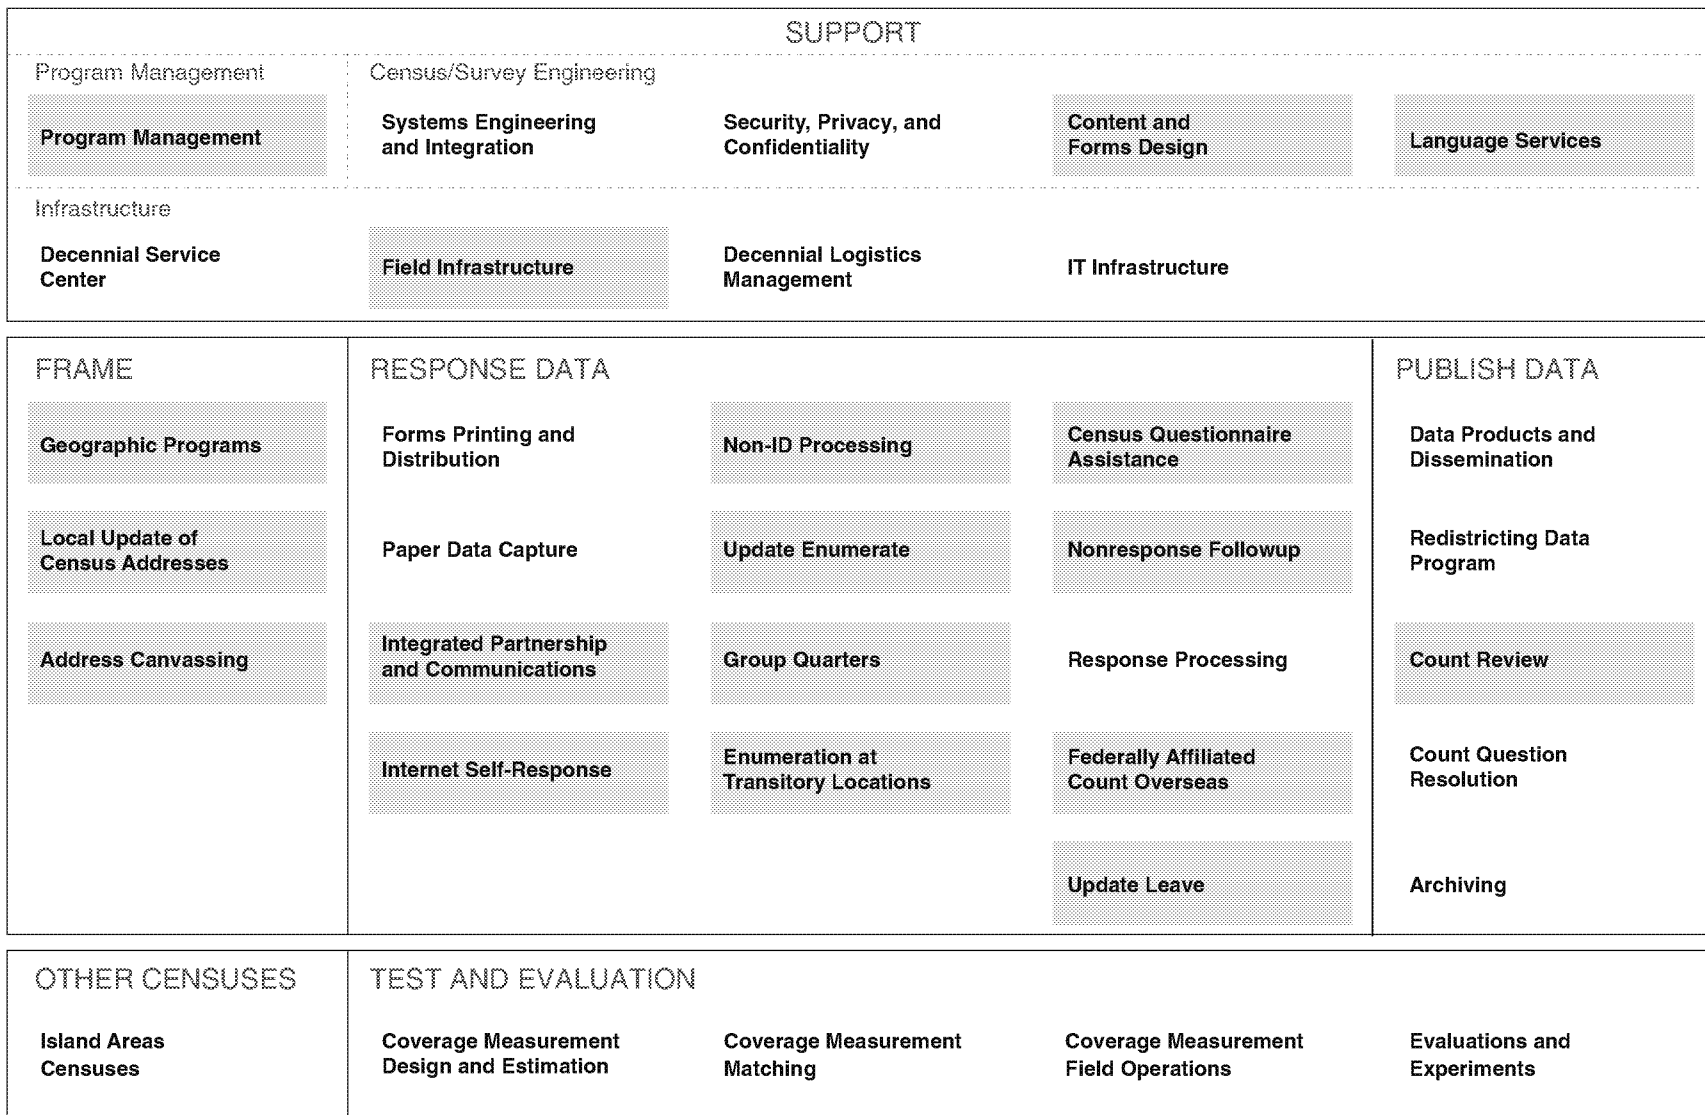 SUPPORT
Program Management
Census/Survey Engineering
Program Management
Systems Engineering
and Integration
Security, Privacy, and
Confidentiality
Content and
Forms Design
Language Services
Infrastructure
Decennial Service
Center
Field Infrastructure
Decennial Logistics
Management
IT Infrastructure
FRAME
Geographic Programs
Local Update of
Census Addresses
Address Canvassing
RESPONSE DATA
Forms Printing and
Distribution
Paper Data Capture
Integrated Partnership
and Communications
Internet Self-Response
Non-ID Processing
Update Enumerate
Group Quarters
Enumeration at
Transitory Locations
Census Questionnaire
Assistance
Nonresponse Followup
Response Processing
Federally Affiliated
Count Overseas
Update Leave
PUBLISH DATA
Data Products and
Dissemination
Redistricting Data
Program
Count Review
Count Question
Resolution
Archiving
OTHER CENSUSES
Island Areas
Censuses
TEST AND EVALUATION
Coverage Measurement
Design and Estimation
Coverage Measurement
Matching
Coverage Measurement
Field Operations
Evaluations and
Experiments